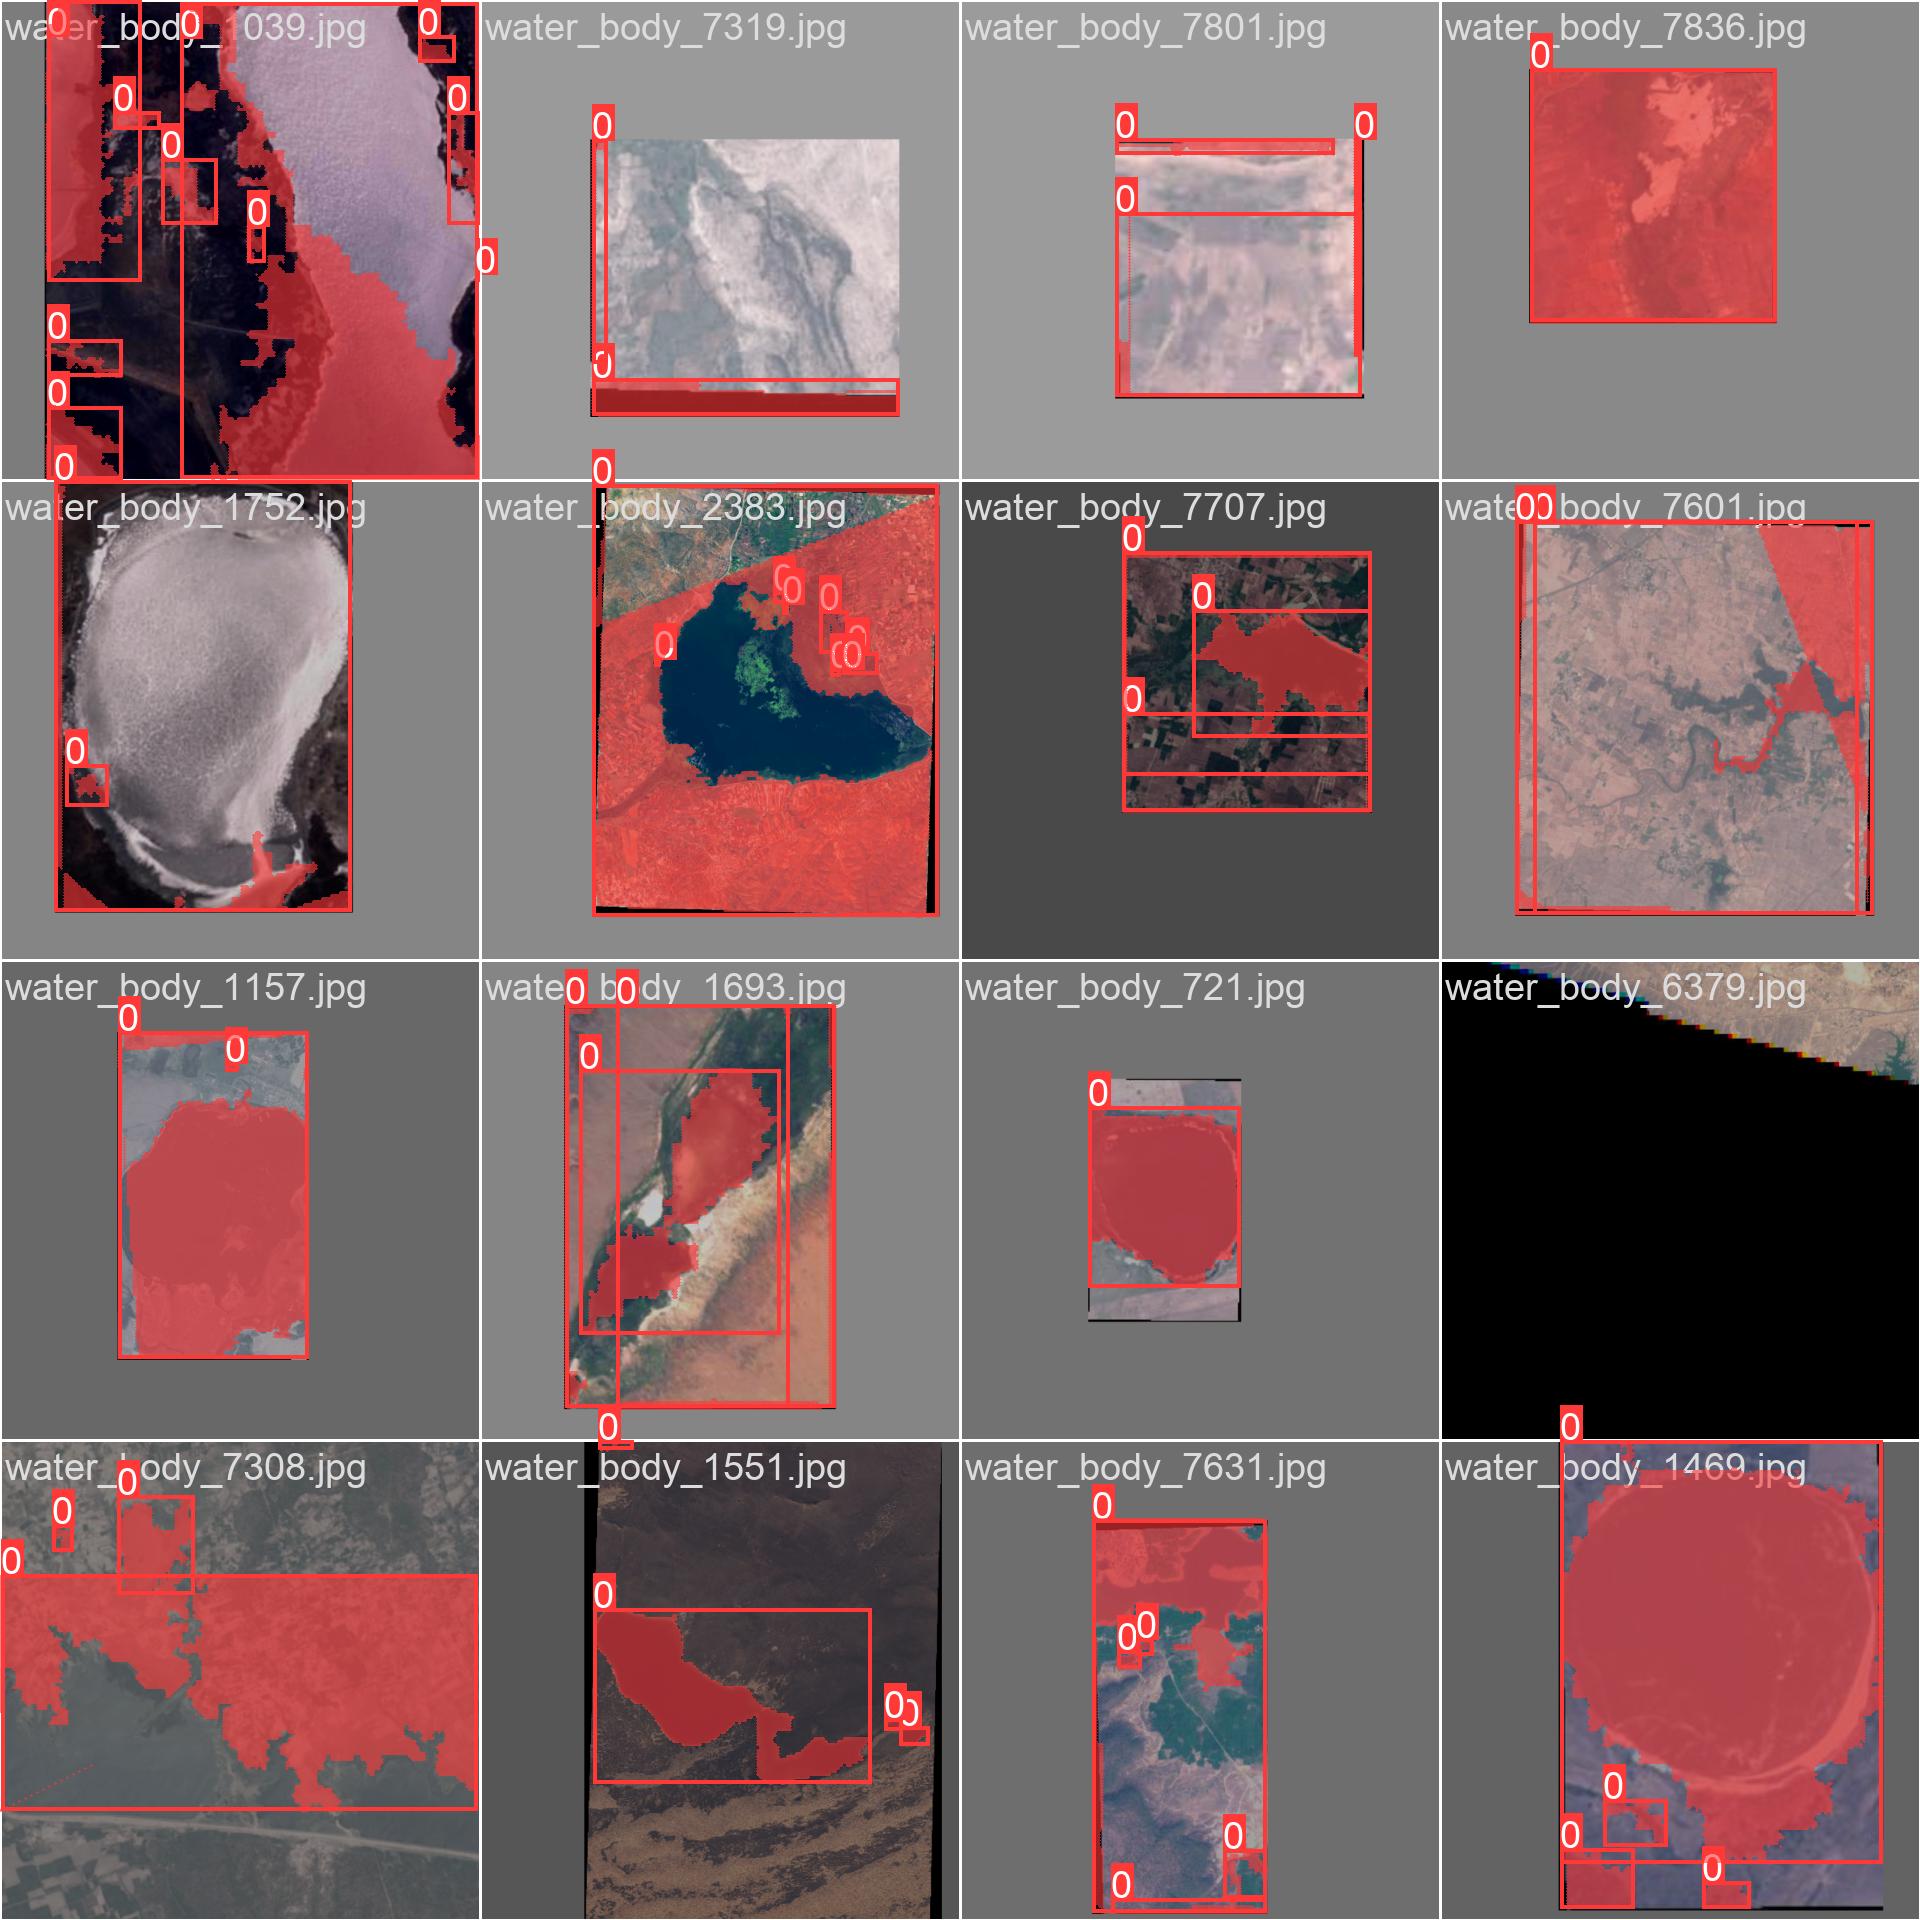 water_body_1039.jpg
water_body_7319.jpg
water_body_7801.jpg
water_body_7836.jpg
0 0 0
0 0
0 0
0 0 0
0 0
0
0
0
0
0
0
0
water_body_1752.jpg
water_body_2383.jpg
water_body_7707.jpg
water_body_7601.jpg
0
0
0 0 0
0
0
0 0
0
0
0 0
water_body_1157.jpg
water_body_1693.jpg
water_body_721.jpg
water_body_6379.jpg
0 0
0 0
0
0
water_body_7308.jpg
water_body_1551.jpg
water_body_7631.jpg
water_body_1469.jpg
0
0
0
0
0
0 0
0
0 0
0
0
0
0
0
0